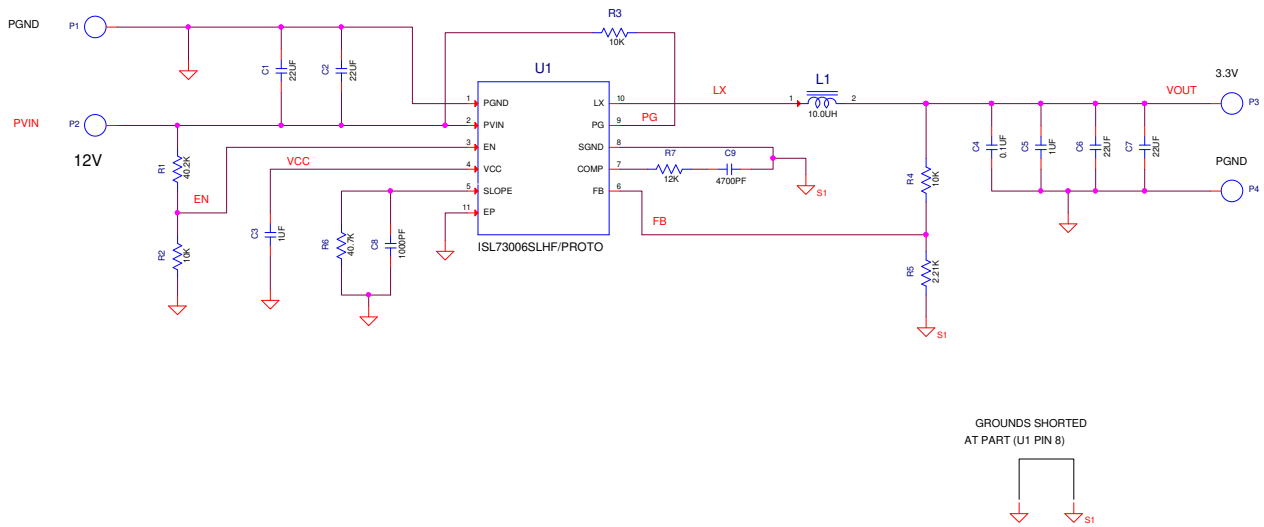 PGND
P1
R3
10K
C1
22UF
C2
22UF
U1
PVIN
P2
12V
1
PGND
2
PVIN
3
EN
4
VCC
5
SLOPE
11
EP
LX
10
PG
9
SGND
8
COMP
7
FB
6
ISL73006SLHF/PROTO
R1
40.2K
EN
R2
10K
VCC
C3
1UF
R6
40.7K
C8
1000PF
LX
PG
R7
12K
C9
4700PF
S1
FB
L1
1
2
10.0UH
R4
10K
R5
2.21K
S1
C4
0.1UF
C5
1UF
C6
22UF
C7
22UF
3.3V
VOUT
P3
PGND
P4
GROUNDS SHORTED
AT PART (U1 PIN 8)
S1